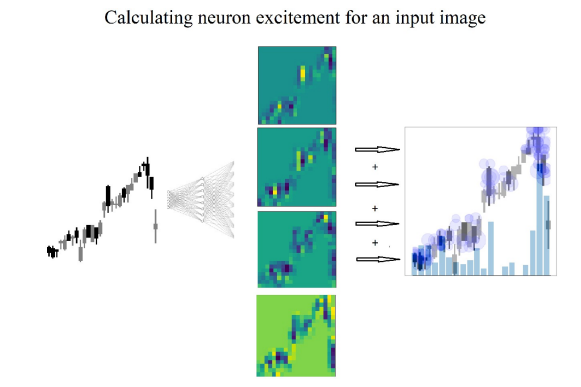 Calculating neuron excitement for an input image
+
+
+